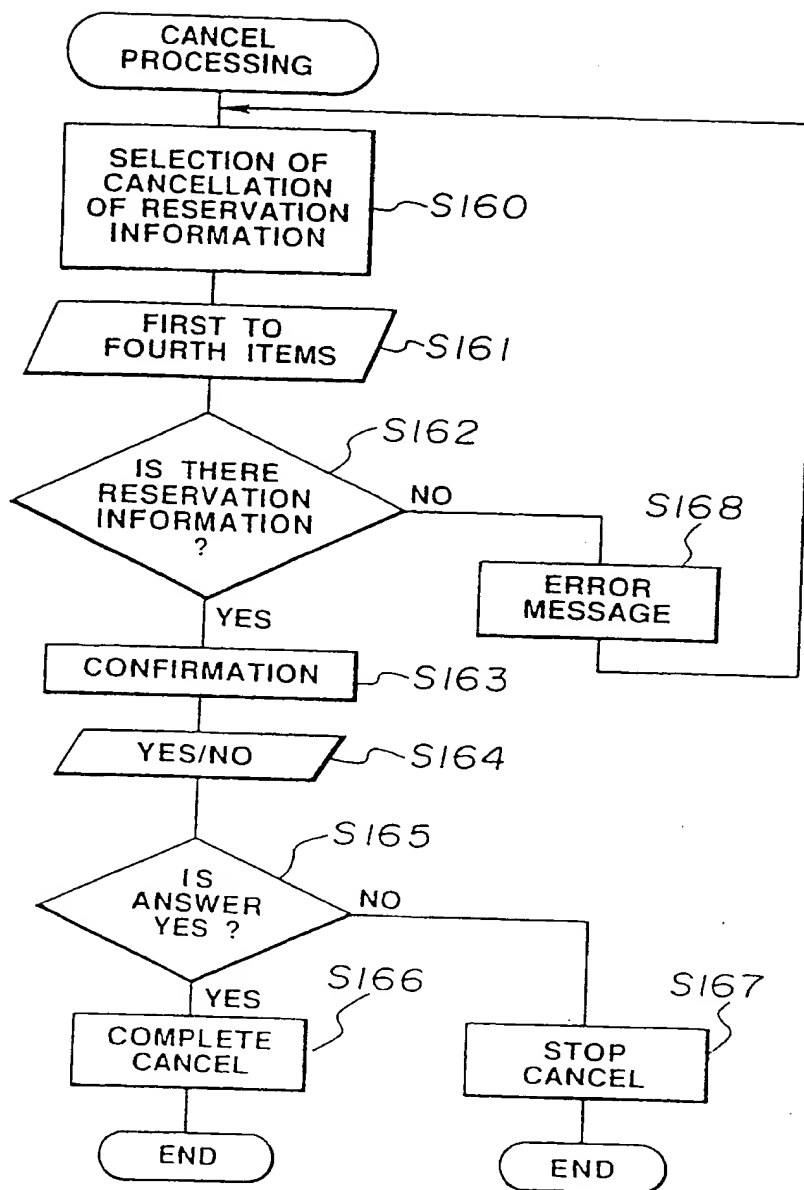 CANCEL
PROCESSING
SELECTION OF
CANCELLATION
OF RESERVATION
INFORMATION
S160
FIRST TO
FOURTH ITEMS
S161
S162
IS THERE
RESERVATION
INFORMATION
?
NO
S168
ERROR
MESSAGE
YES
CONFIRMATION
S163
YES/NO
S164
S165
IS
ANSWER
YES ?
NO
YES
S166
S167
COMPLETE
CANCEL
STOP
CANCEL
END
END